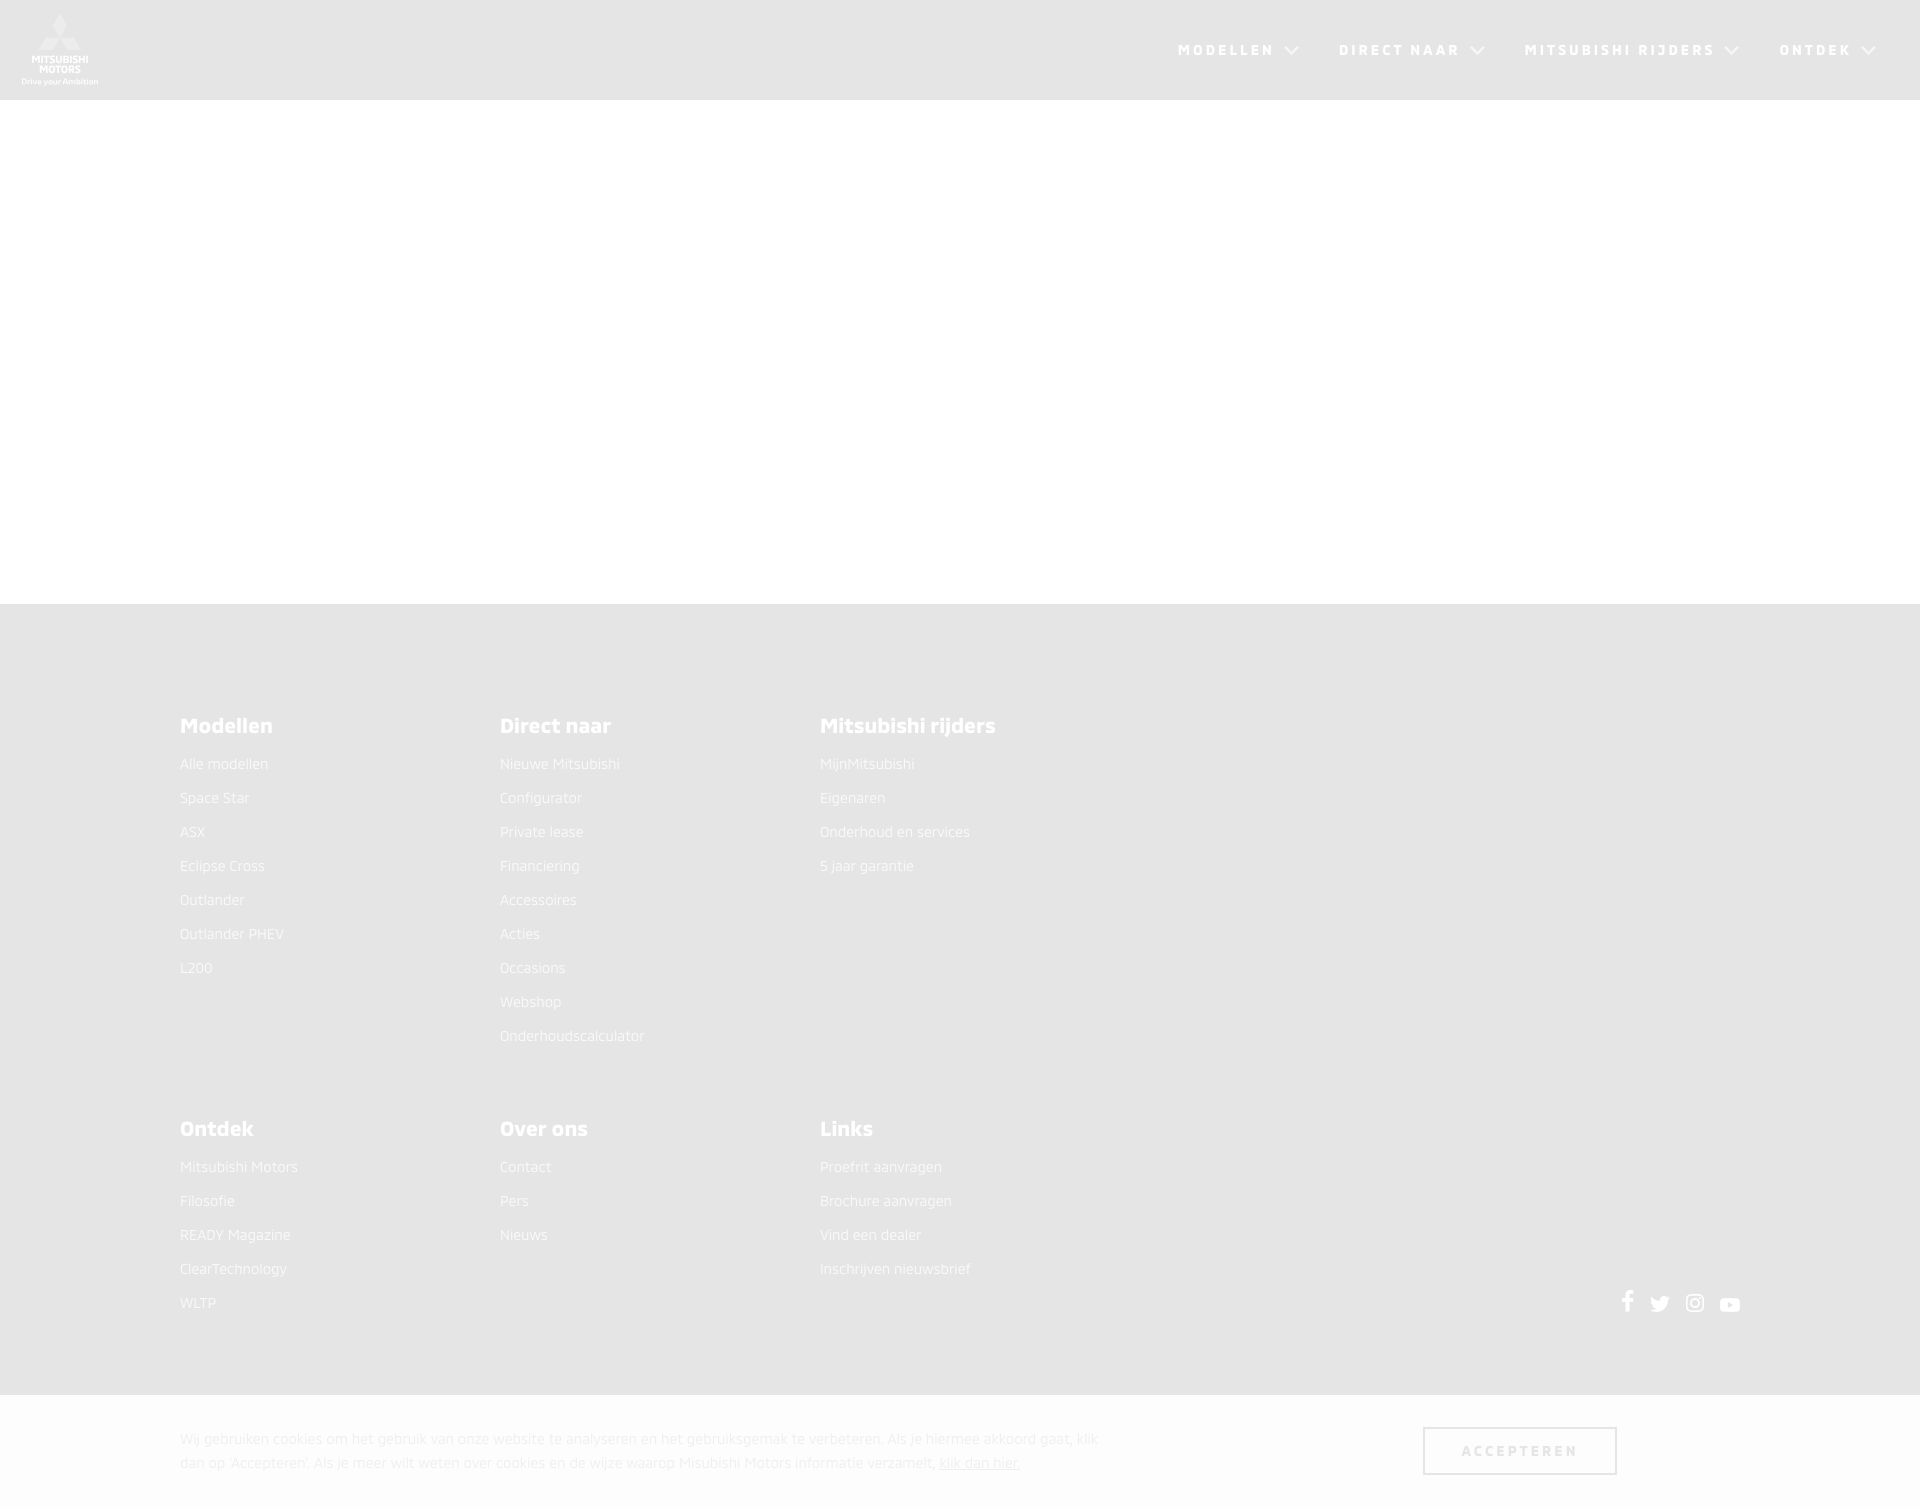 MITSUBISHI
MOTORS
Drive your Ambition
MODELLEN
DIRECT NAAR
MITSUBISHI RIJDERS
ONTDEK
Modellen
Alle modellen
Space Star
ASX
Eclipse Cross
Outlander
Outlander PHEV
L200
Direct naar
Nieuwe Mitsubishi
Configurator
Private lease
Financiering
Accessoires
Acties
Occasions
Webshop
Onderhoudscalculator
Mitsubishi rijders
MijnMitsubishi
Eigenaren
Onderhoud en services
5 jaar garantie
Ontdek
Mitsubishi Motors
Filosofie
READY Magazine
ClearTechnology
WLTP
Over ons
Contact
Pers
Nieuws
Links
Proefrit aanvragen
Brochure aanvragen
Vind een dealer
Inschrijven nieuwsbrief
Wij gebruiken cookies om het gebruik van onze website te analyseren en het gebruiksgemak te verbeteren. Als je hiermee akkoord gaat, klik
dan op 'Accepteren'. Als je meer wilt weten over cookies en de wijze waarop Misubishi Motors informatie verzamelt, klik dan hier.
ACCEPTEREN